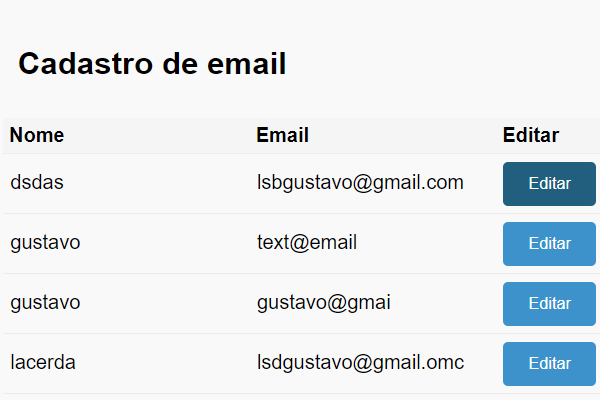 Cadastro de email
Nome Email Editar
dsdas lsbgustavo@gmail.com Editar
gustavo text@email Editar
gustavo gustavo@gmai Editar
lacerda lsdgustavo@gmail.omc Editar